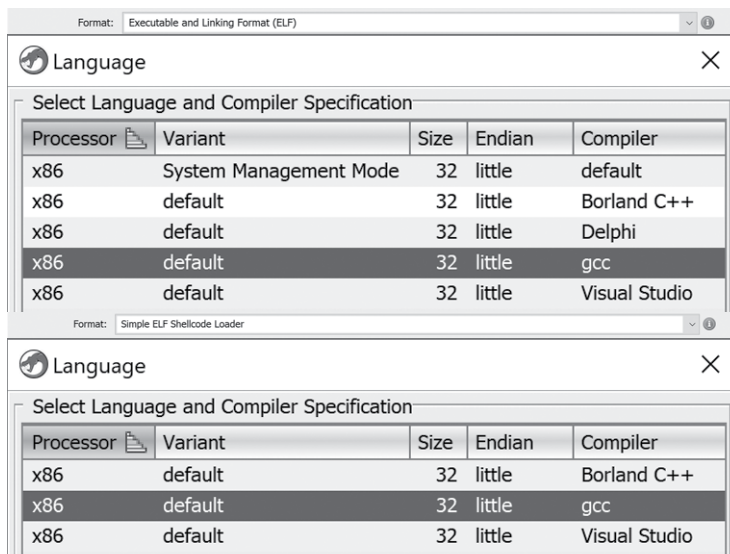 Format: Executable and Linking Format (ELF)
Language
Select Language and Compiler Specification
Processor Variant Size Endian Compiler
x86 System Management Mode 32 little default
x86 default 32 little Borland C++
x86 default 32 little Delphi
x86 default 32 little gcc
x86 default 32 little Visual Studio
Format: Simple ELF Shellcode Loader
Language
Select Language and Compiler Specification
Processor Variant Size Endian Compiler
x86 default 32 little Borland C++
x86 default 32 little gcc
x86 default 32 little Visual Studio